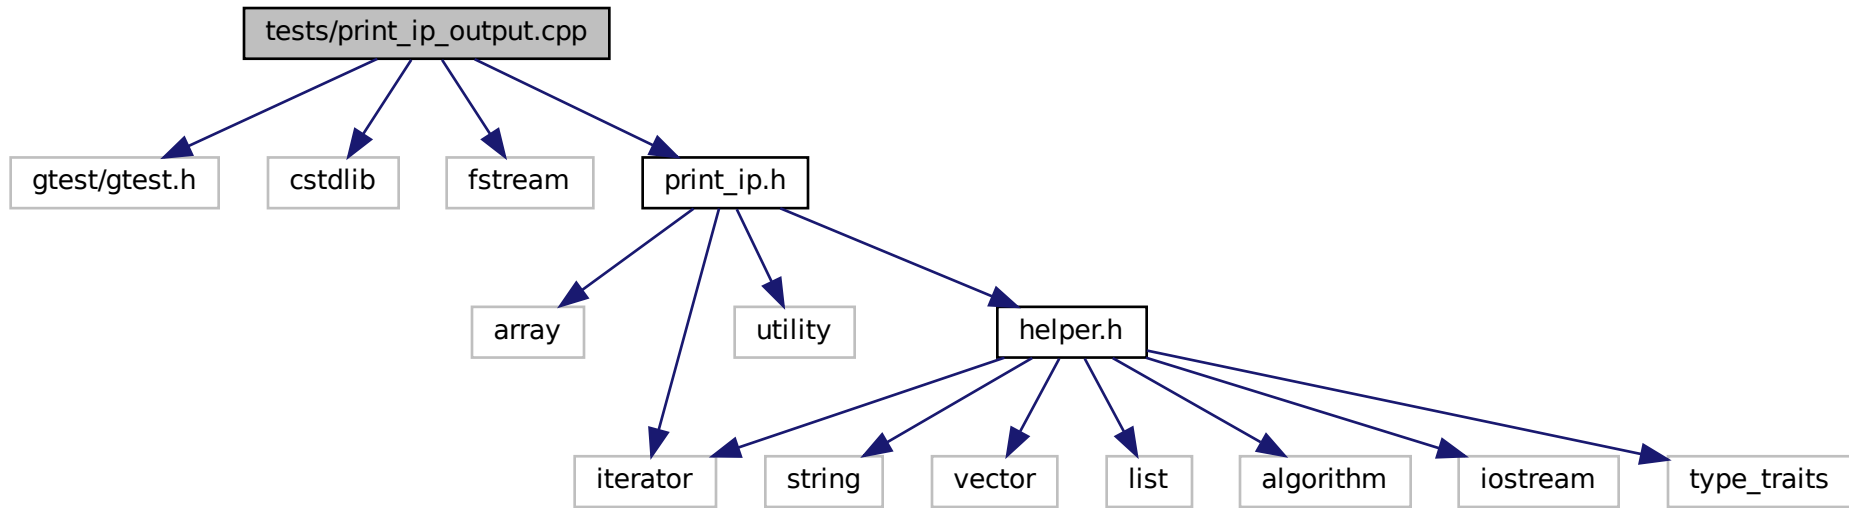 tests/print_ip_output.cpp
gtest/gtest.h
cstdlib
fstream
print_ip.h
array
utility
helper.h
iterator
string
vector
list
algorithm
iostream
type_traits